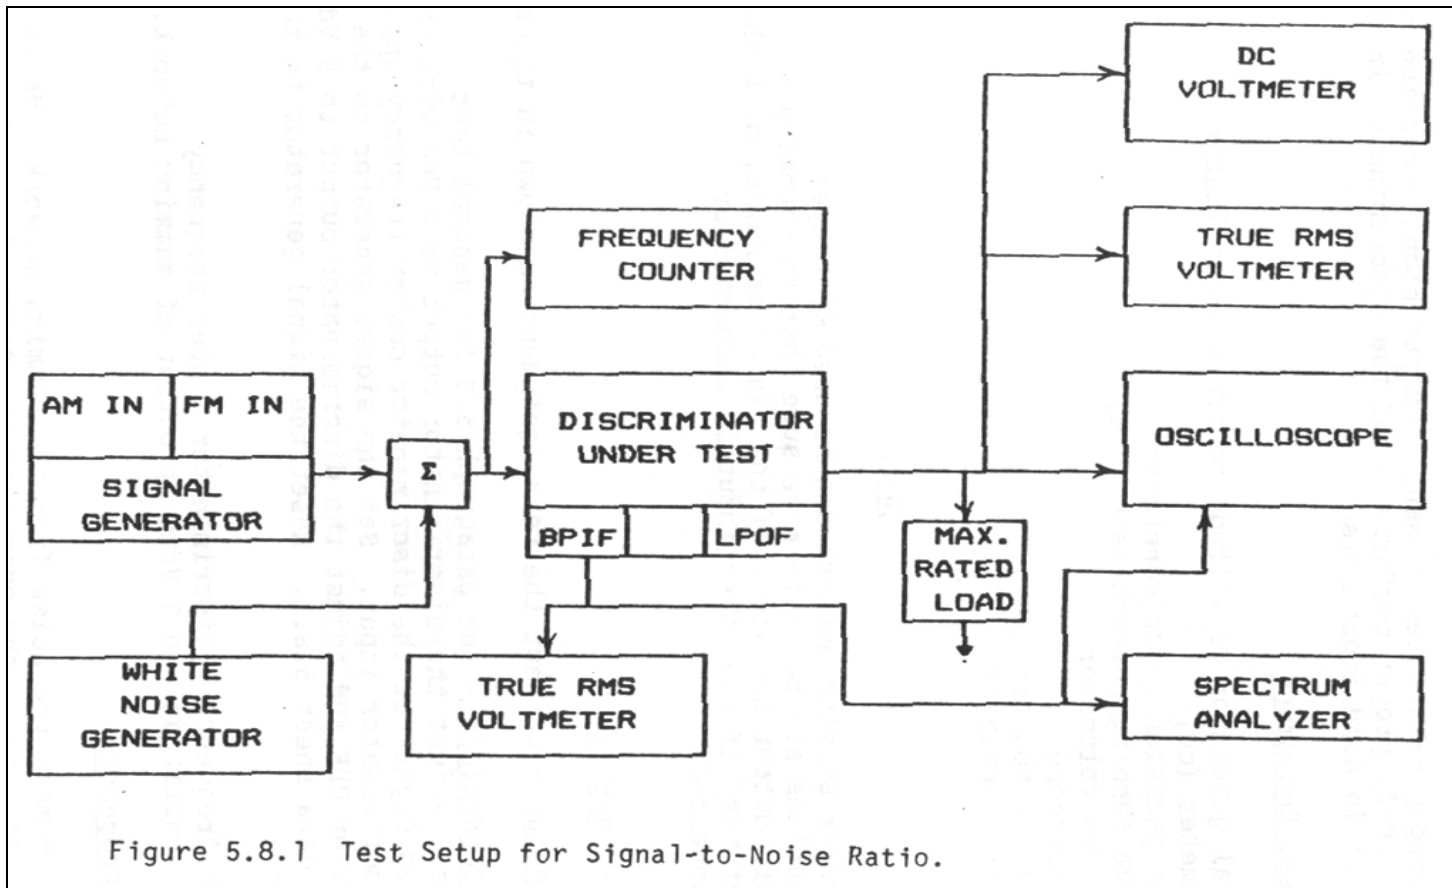 DC
VOLTMETER
TRUE RMS
VOLTMETER
FREQUENCY
COUNTER
AM IN
FM IN
SIGNAL
GENERATOR
Σ
DISCRIMINATOR
UNDER TEST
BPIF
LPOF
OSCILLOSCOPE
MAX.
RATED
LOAD
WHITE
NOISE
GENERATOR
TRUE RMS
VOLTMETER
SPECTRUM
ANALYZER
Figure 5.8.1 Test Setup for Signal-to-Noise Ratio.